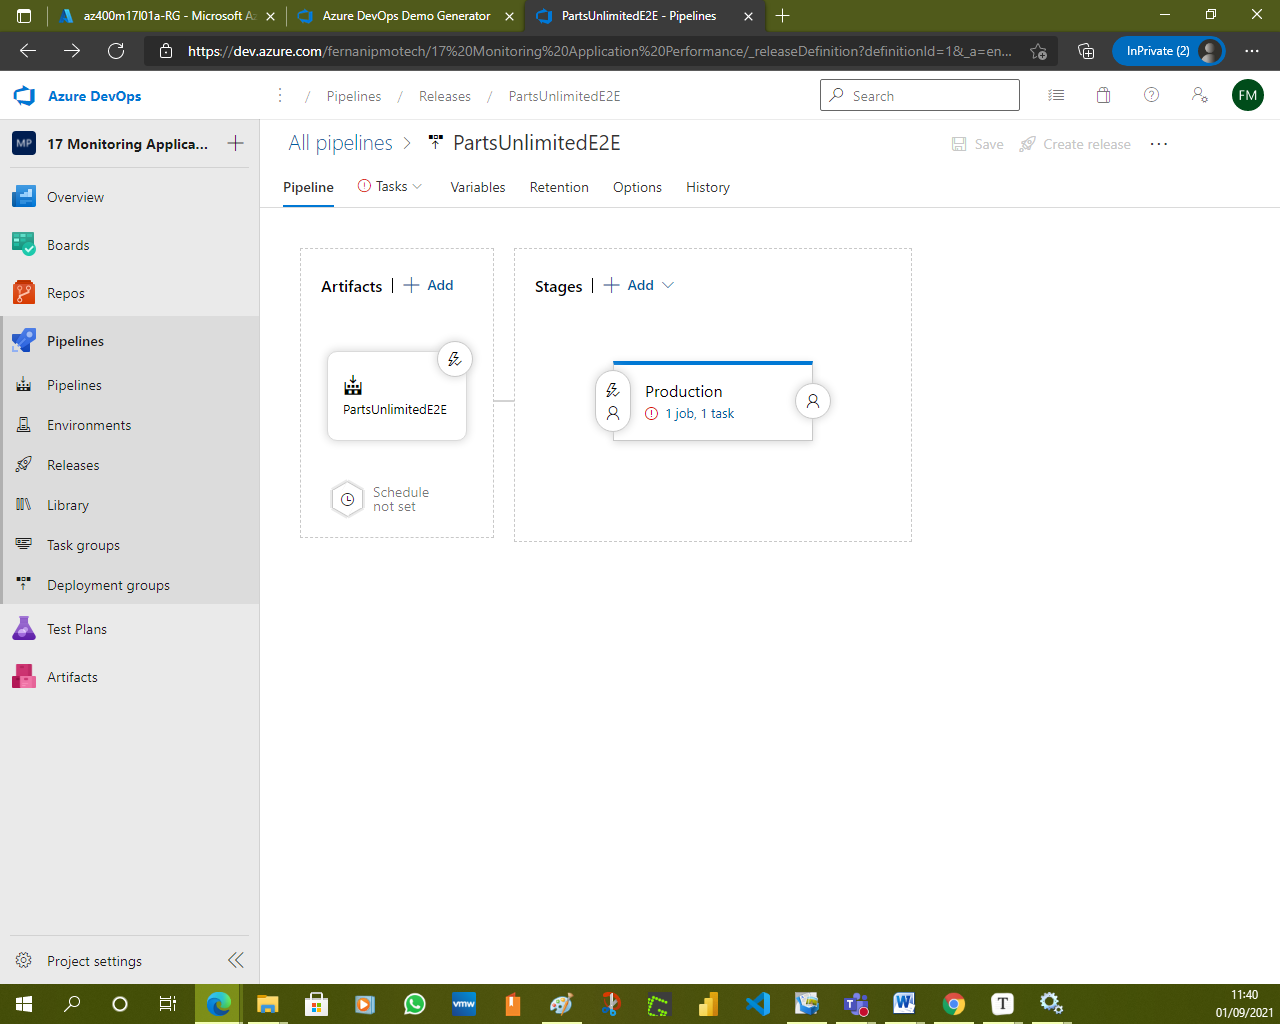 az400m17l01a-RG - Microsoft Az
Azure DevOps Demo Generator
PartsUnlimitedE2E - Pipelines
https://dev.azure.com/fernanipmotech/17%20Monitoring%20Application%20Performance/_releaseDefinition?definitionId=1&_a=en...
InPrivate (2)
Azure DevOps
/ Pipelines / Releases / PartsUnlimitedE2E
Search
FM
MP
17 Monitoring Applica...
All pipelines
PartsUnlimitedE2E
Save
Create release
Pipeline
Tasks
Variables
Retention
Options
History
Overview
Boards
Repos
Pipelines
Pipelines
Environments
Releases
Library
Task groups
Deployment groups
Test Plans
Artifacts
Project settings
Artifacts | Add
PartsUnlimitedE2E
Schedule
not set
Stages | Add
Production
1 job, 1 task
vmw
W
T
11:40
01/09/2021